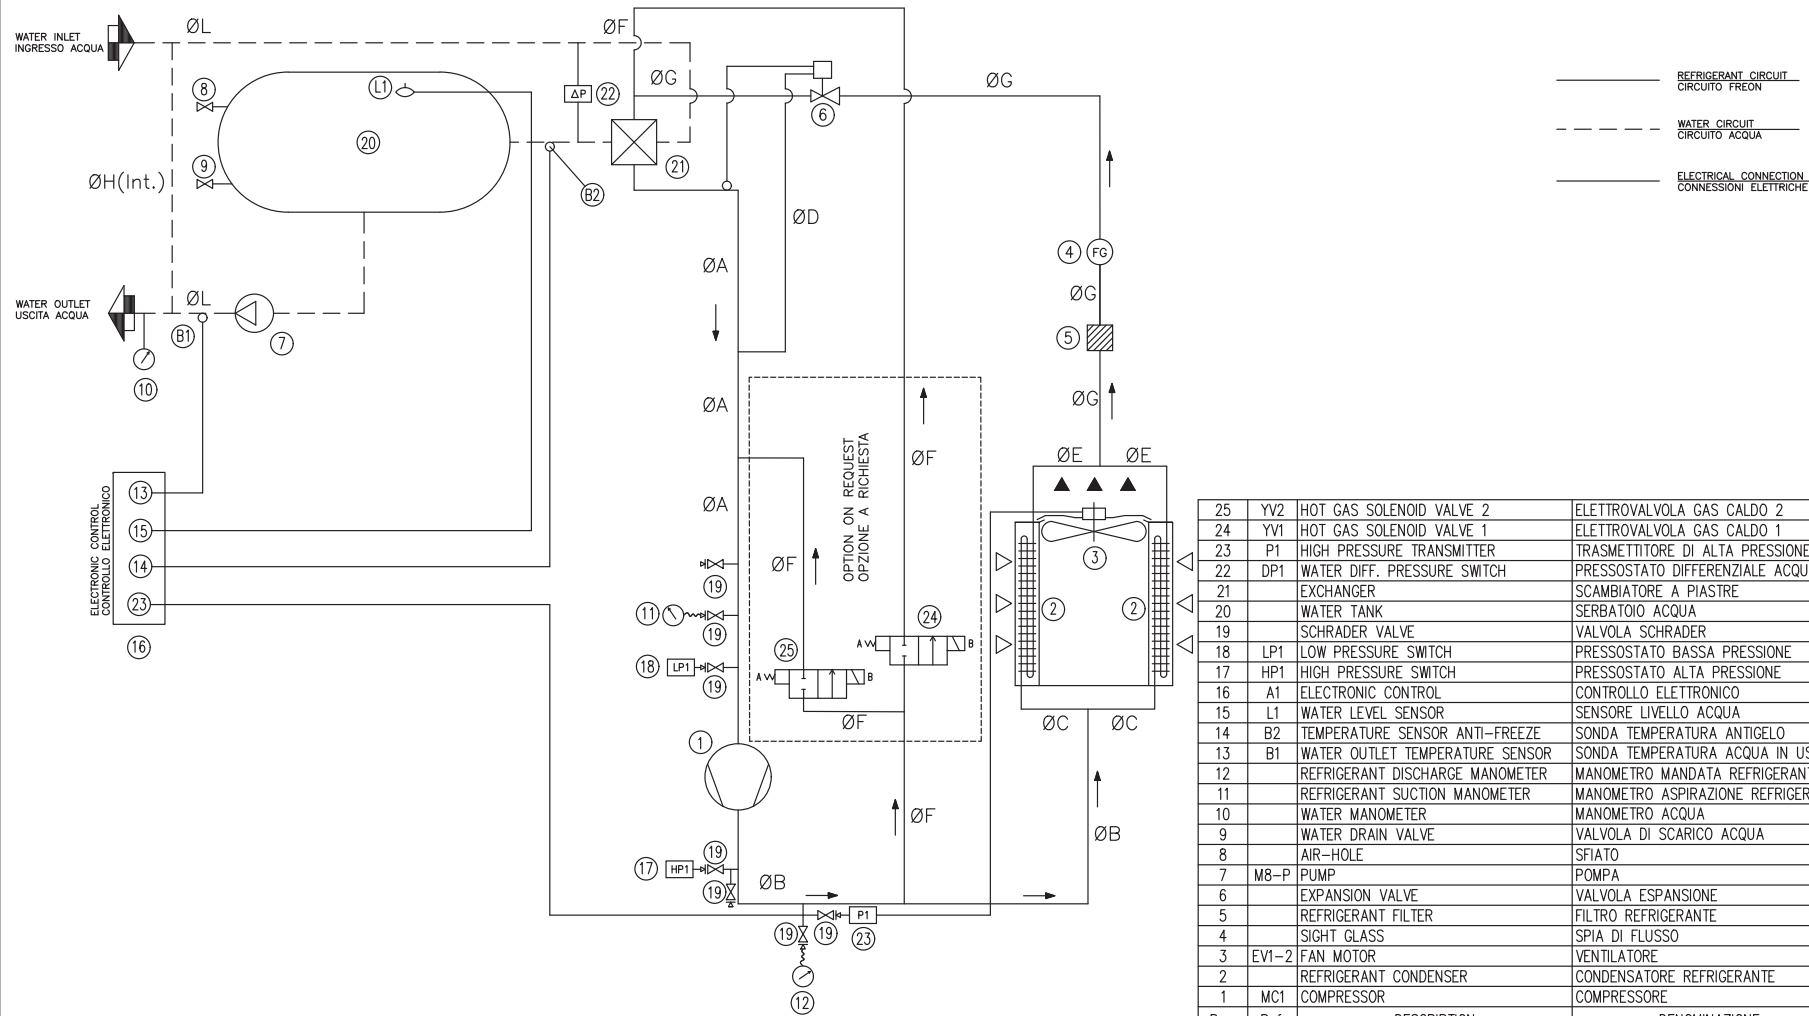 WATER INLET
INGRESSO ACQUA
ØL
ØF
ØG
ØG
8
L1
ΔP
22
6
20
21
9
ØH(Int.)
B2
ØD
ØA
4
FG
ØG
5
WATER OUTLET
USCITA ACQUA
ØL
B1
7
10
ØA
ØG
OPTION ON REQUEST
OPZIONE A RICHIESTA
ØF
ØE
ØE
ELECTRONIC CONTROL
CONTROLLO ELETTRONICO
13
15
14
23
16
ØA
ØF
3
2
2
19
11
19
18
LP1
19
24
A
B
25
A
B
ØF
ØC
ØC
1
ØF
ØB
17
HP1
19
19
ØB
19
19
P1
23
12
REFRIGERANT CIRCUIT
CIRCUITO FREON
WATER CIRCUIT
CIRCUITO ACQUA
ELECTRICAL CONNECTION
CONNESSIONI ELETTRICHE
25 YV2 HOT GAS SOLENOID VALVE 2 ELETTROVALVOLA GAS CALDO 2
24 YV1 HOT GAS SOLENOID VALVE 1 ELETTROVALVOLA GAS CALDO 1
23 P1 HIGH PRESSURE TRANSMITTER TRASMETTITORE DI ALTA PRESSIONE
22 DP1 WATER DIFF. PRESSURE SWITCH PRESSOSTATO DIFFERENZIALE ACQU
21 EXCHANGER SCAMBIATORE A PIASTRE
20 WATER TANK SERBATOIO ACQUA
19 SCHRADER VALVE VALVOLA SCHRADER
18 LP1 LOW PRESSURE SWITCH PRESSOSTATO BASSA PRESSIONE
17 HP1 HIGH PRESSURE SWITCH PRESSOSTATO ALTA PRESSIONE
16 A1 ELECTRONIC CONTROL CONTROLLO ELETTRONICO
15 L1 WATER LEVEL SENSOR SENSORE LIVELLO ACQUA
14 B2 TEMPERATURE SENSOR ANTI-FREEZE SONDA TEMPERATURA ANTIGELO
13 B1 WATER OUTLET TEMPERATURE SENSOR SONDA TEMPERATURA ACQUA IN US
12 REFRIGERANT DISCHARGE MANOMETER MANOMETRO MANDATA REFRIGERANT
11 REFRIGERANT SUCTION MANOMETER MANOMETRO ASPIRAZIONE REFRIGER
10 WATER MANOMETER MANOMETRO ACQUA
9 WATER DRAIN VALVE VALVOLA DI SCARICO ACQUA
8 AIR-HOLE SFIATO
7 M8-P PUMP POMPA
6 EXPANSION VALVE VALVOLA ESPANSIONE
5 REFRIGERANT FILTER FILTRO REFRIGERANTE
4 SIGHT GLASS SPIA DI FLUSSO
3 EV1-2 FAN MOTOR VENTILATORE
2 REFRIGERANT CONDENSER CONDENSATORE REFRIGERANTE
1 MC1 COMPRESSOR COMPRESSORE